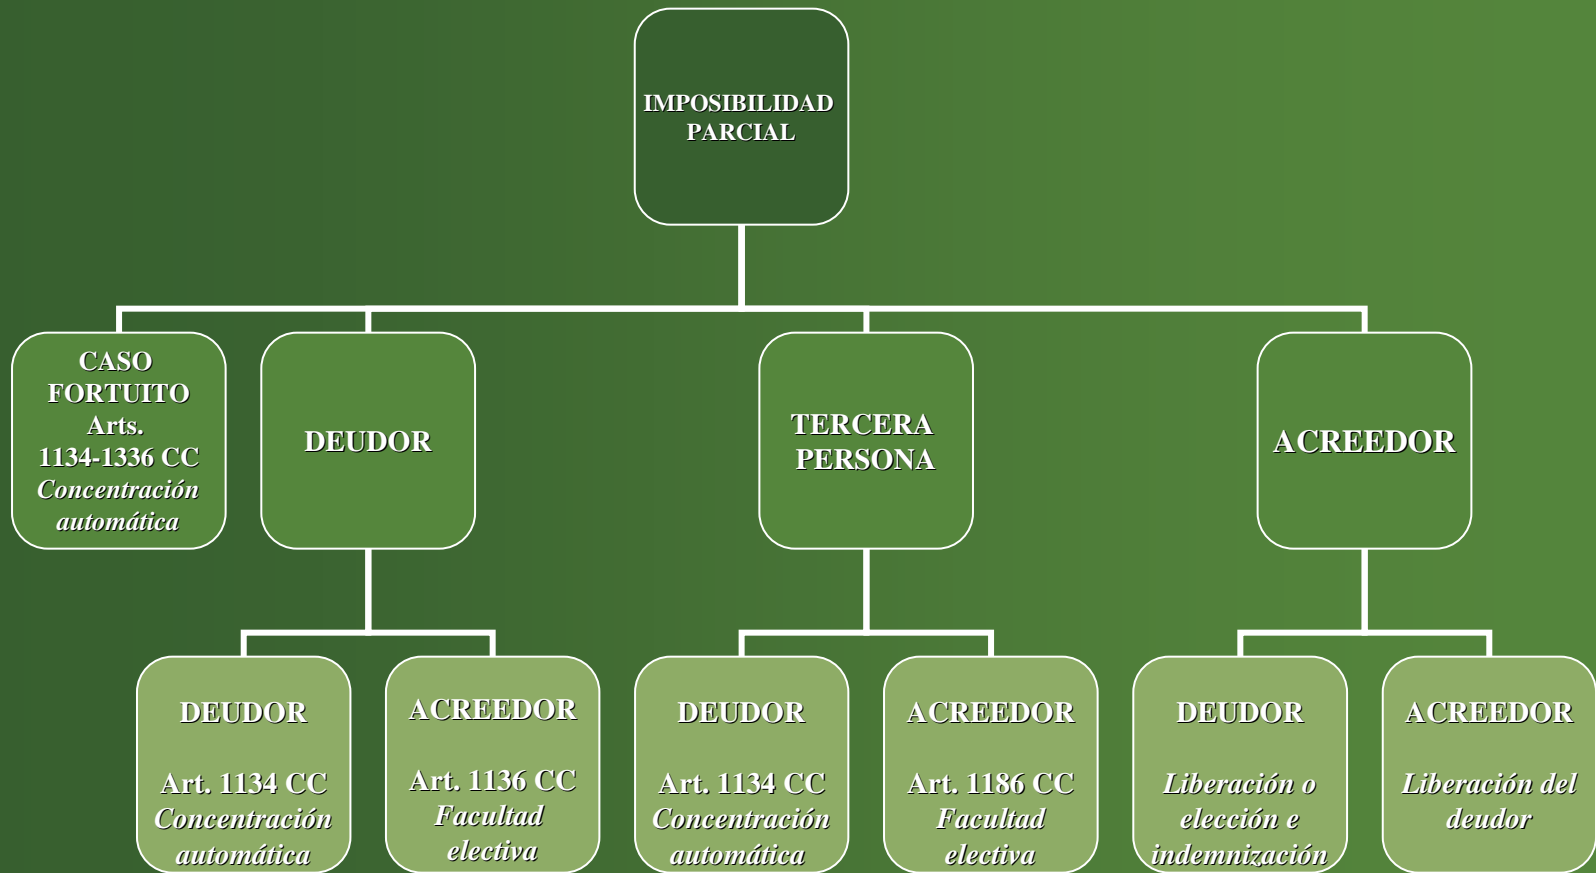 IMPOSIBILIDAD
PARCIAL
CASO
FORTUITO
Arts.
1134-1336 CC
Concentración
automática
DEUDOR
TERCERA
PERSONA
ACREEDOR
DEUDOR
Art. 1134 CC
Concentración
automática
ACREEDOR
Art. 1136 CC
Facultad
electiva
DEUDOR
Art. 1134 CC
Concentración
automática
ACREEDOR
Art. 1186 CC
Facultad
electiva
DEUDOR
Liberación o
elección e
indemnización
ACREEDOR
Liberación del
deudor